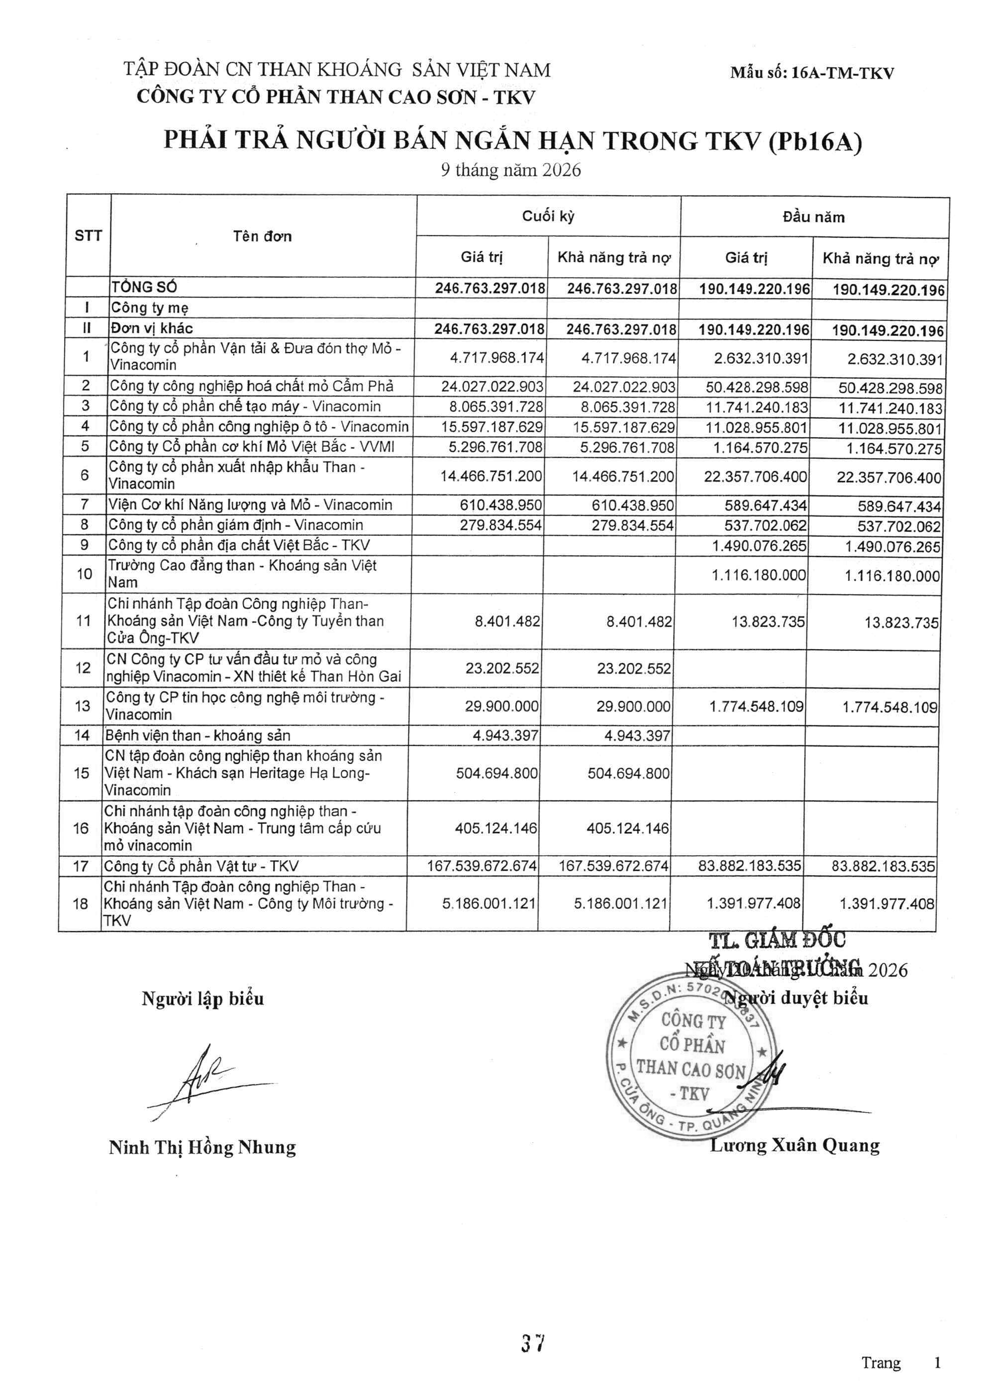 TẬP ĐOÀN CN THAN KHOÁNG SẢN VIỆT NAM
Mẫu số: 16A-TM-TKV
CÔNG TY CỔ PHẦN THAN CAO SƠN - TKV
PHẢI TRẢ NGƯỜI BÁN NGẮN HẠN TRONG TKV (Pb16A)
9 tháng năm 2026
STT Tên đơn Cuối kỳ Đầu năm
Giá trị Khả năng trả nợ Giá trị Khả năng trả nợ
TỔNG SỐ 246.763.297.018 246.763.297.018 190.149.220.196 190.149.220.196
I Công ty mẹ
II Đơn vị khác 246.763.297.018 246.763.297.018 190.149.220.196 190.149.220.196
1 Công ty cổ phần Vận tải & Đưa đón thợ Mỏ -
Vinacomin 4.717.968.174 4.717.968.174 2.632.310.391 2.632.310.391
2 Công ty công nghiệp hoá chất mỏ Cẩm Phả 24.027.022.903 24.027.022.903 50.428.298.598 50.428.298.598
3 Công ty cổ phần chế tạo máy - Vinacomin 8.065.391.728 8.065.391.728 11.741.240.183 11.741.240.183
4 Công ty cổ phần công nghiệp ô tô - Vinacomin 15.597.187.629 15.597.187.629 11.028.955.801 11.028.955.801
5 Công ty Cổ phần cơ khí Mỏ Việt Bắc - VVMI 5.296.761.708 5.296.761.708 1.164.570.275 1.164.570.275
6 Công ty cổ phần xuất nhập khẩu Than -
Vinacomin 14.466.751.200 14.466.751.200 22.357.706.400 22.357.706.400
7 Viện Cơ khí Năng lượng và Mỏ - Vinacomin 610.438.950 610.438.950 589.647.434 589.647.434
8 Công ty cổ phần giám định - Vinacomin 279.834.554 279.834.554 537.702.062 537.702.062
9 Công ty cổ phần địa chất Việt Bắc - TKV 1.490.076.265 1.490.076.265
10 Trường Cao đẳng than - Khoáng sản Việt
Nam 1.116.180.000 1.116.180.000
Chi nhánh Tập đoàn Công nghiệp Than-
11 Khoáng sản Việt Nam -Công ty Tuyển than 8.401.482 8.401.482 13.823.735 13.823.735
Cửa Ông-TKV
12 CN Công ty CP tư vấn đầu tư mỏ và công
nghiệp Vinacomin - XN thiết kế Than Hòn Gai 23.202.552 23.202.552
13 Công ty CP tin học công nghệ môi trường -
Vinacomin 29.900.000 29.900.000 1.774.548.109 1.774.548.109
14 Bệnh viện than - khoáng sản 4.943.397 4.943.397
CN tập đoàn công nghiệp than khoáng sản
15 Việt Nam - Khách sạn Heritage Hạ Long- 504.694.800 504.694.800
Vinacomin
Chi nhánh tập đoàn công nghiệp than -
16 Khoáng sản Việt Nam - Trung tâm cấp cứu 405.124.146 405.124.146
mỏ vinacomin
17 Công ty Cổ phần Vật tư - TKV 167.539.672.674 167.539.672.674 83.882.183.535 83.882.183.535
Chi nhánh Tập đoàn công nghiệp Than -
18 Khoáng sản Việt Nam - Công ty Môi trường - 5.186.001.121 5.186.001.121 1.391.977.408 1.391.977.408
TKV
TL. GIÁM ĐỐC
KẾ TOÁN TRƯỞNG
năm 2026
Người lập biểu
Người duyệt biểu
M.S.D.N:
CÔNG TY
CỔ PHẦN
THAN CAO SƠN
- TKV
P. CỬA ÔNG - TP. QUẢNG NINH
Ninh Thị Hồng Nhung
Lương Xuân Quang
37
Trang 1